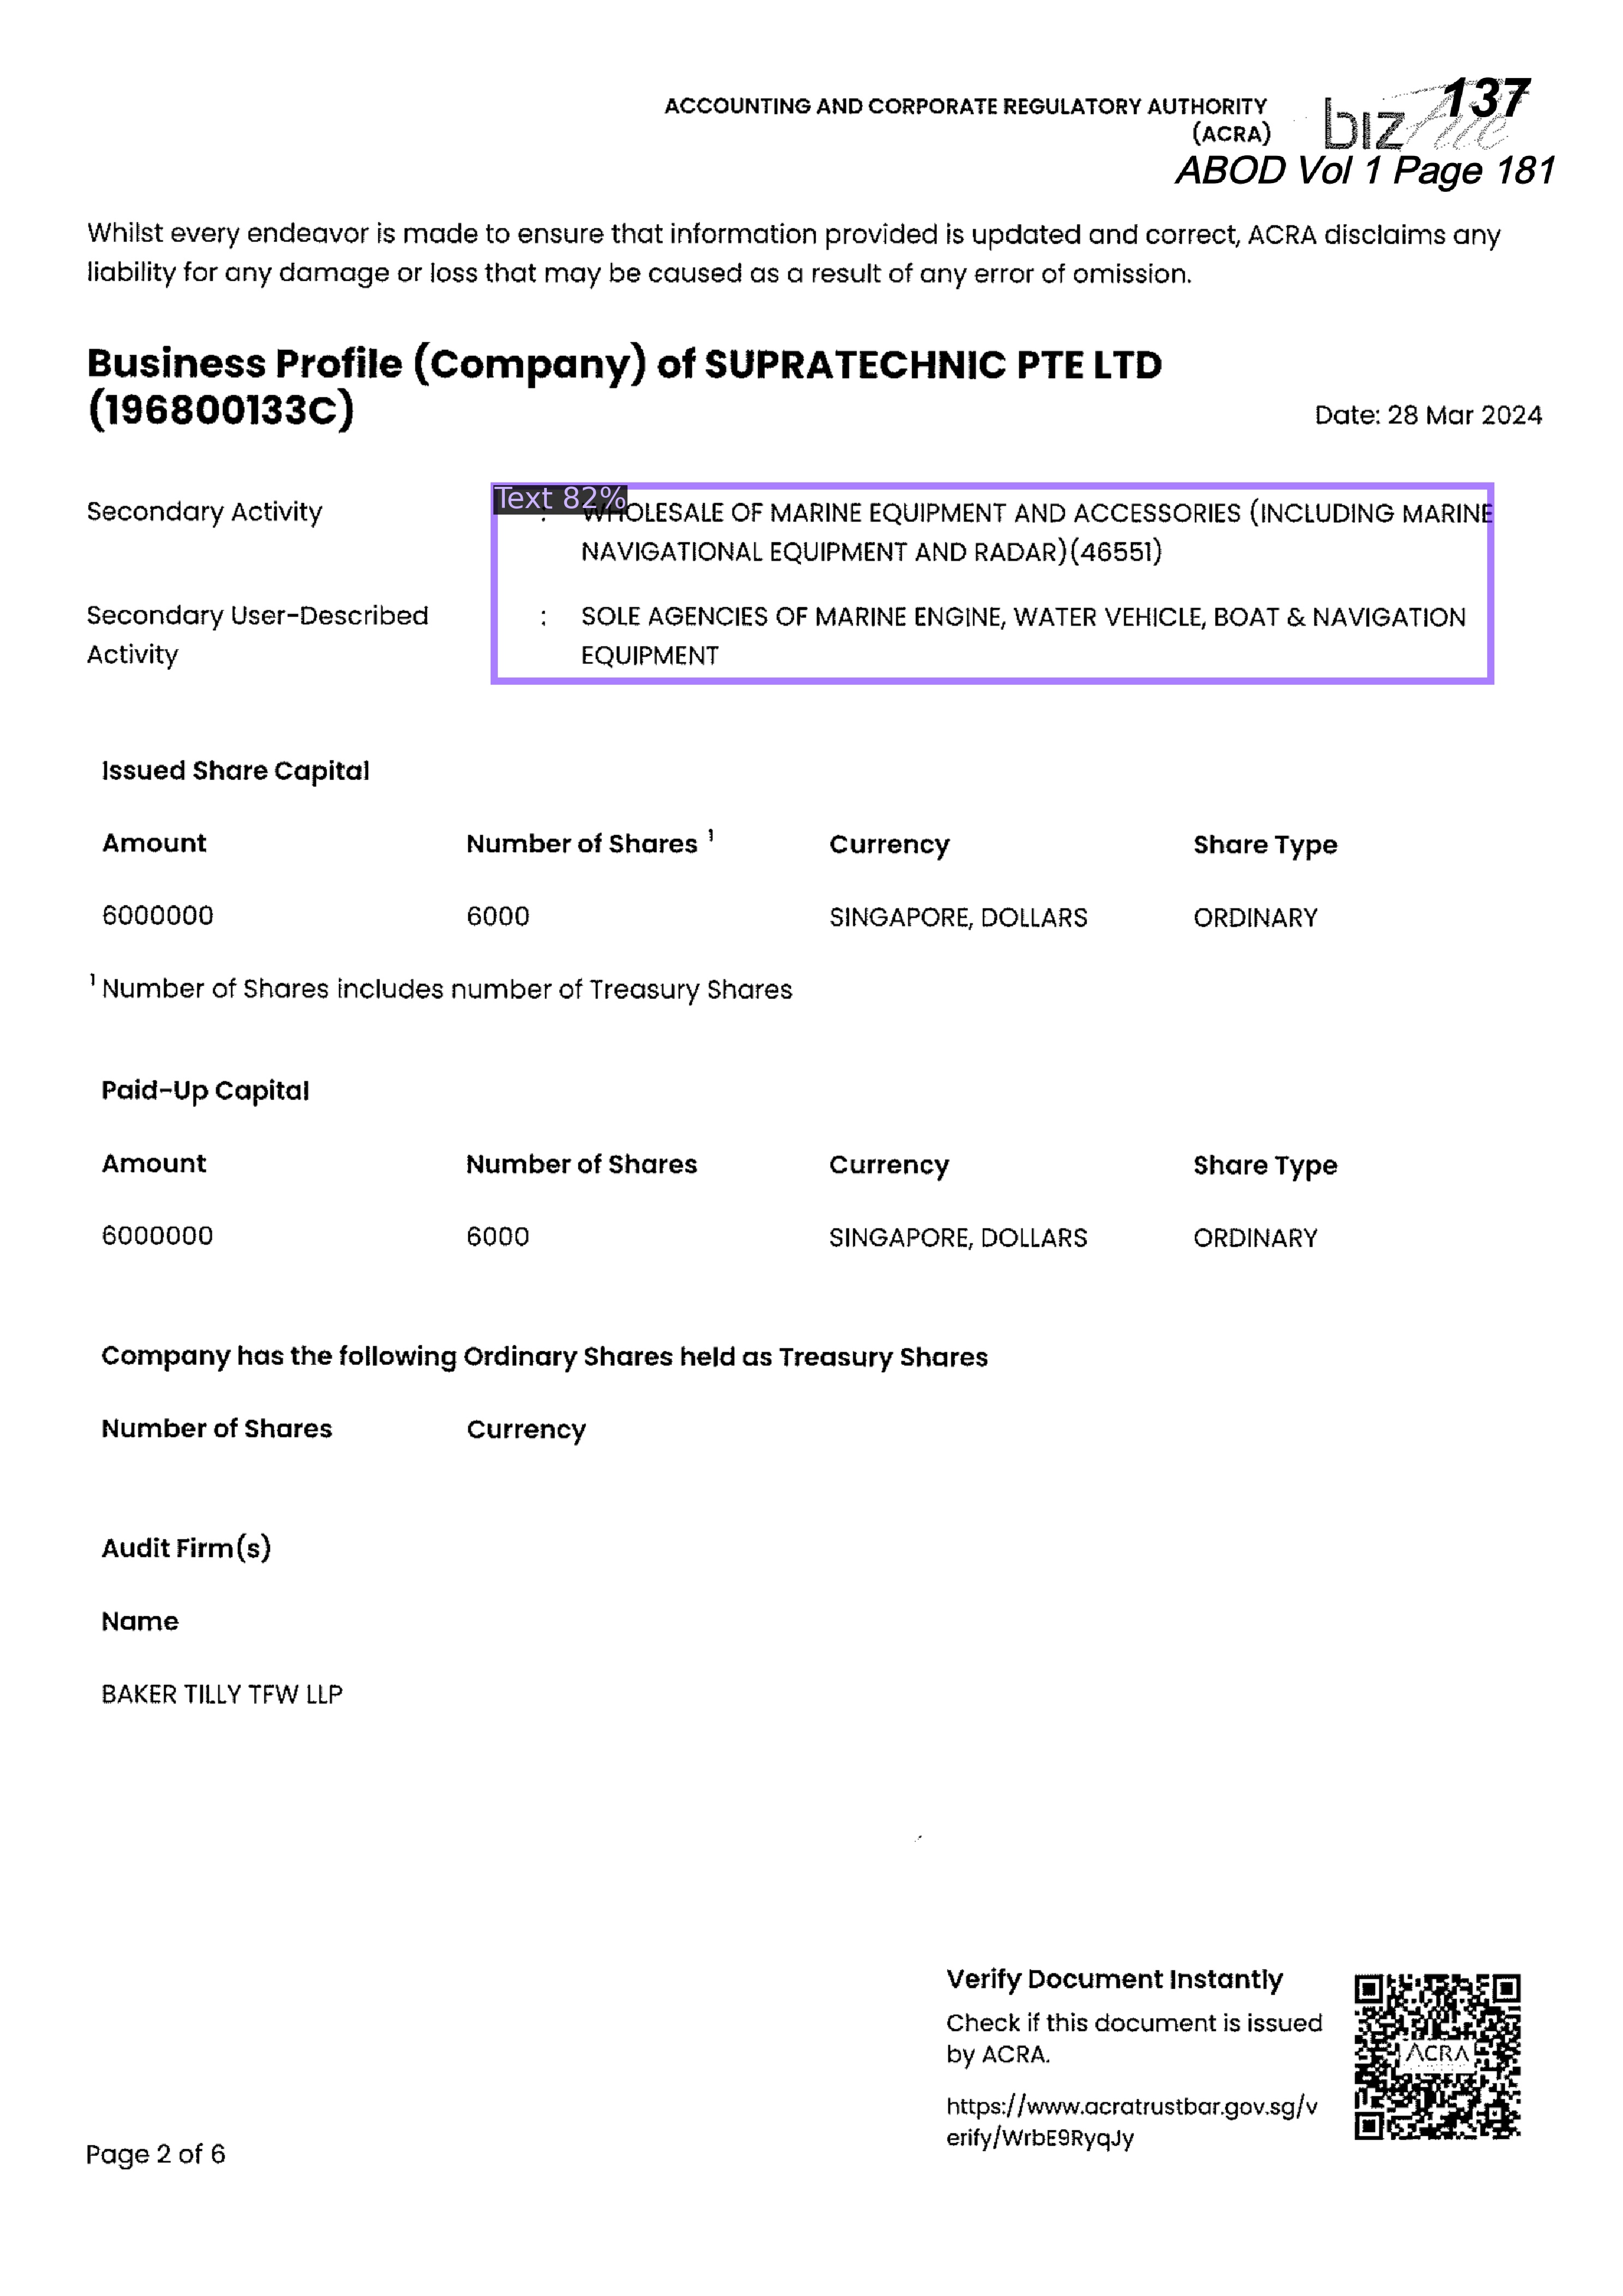 137
ACCOUNTING AND CORPORATE REGULATORY AUTHORITY
(ACRA)
bizfile
ABOD Vol 1 Page 181
Whilst every endeavor is made to ensure that information provided is updated and correct, ACRA disclaims any
liability for any damage or loss that may be caused as a result of any error of omission.
Business Profile (Company) of SUPRATECHNIC PTE LTD
(196800133C)
Date: 28 Mar 2024
Text 82%
Secondary Activity : WHOLESALE OF MARINE EQUIPMENT AND ACCESSORIES (INCLUDING MARINE
NAVIGATIONAL EQUIPMENT AND RADAR)(46551)
Secondary User-Described : SOLE AGENCIES OF MARINE ENGINE, WATER VEHICLE, BOAT & NAVIGATION
Activity EQUIPMENT
Issued Share Capital
Amount Number of Shares ¹ Currency Share Type
6000000 6000 SINGAPORE, DOLLARS ORDINARY
¹ Number of Shares includes number of Treasury Shares
Paid-Up Capital
Amount Number of Shares Currency Share Type
6000000 6000 SINGAPORE, DOLLARS ORDINARY
Company has the following Ordinary Shares held as Treasury Shares
Number of Shares Currency
Audit Firm(s)
Name
BAKER TILLY TFW LLP
Verify Document Instantly
Check if this document is issued
by ACRA.
ACRA
https://www.acratrustbar.gov.sg/v
erify/WrbE9RyqJy
Page 2 of 6